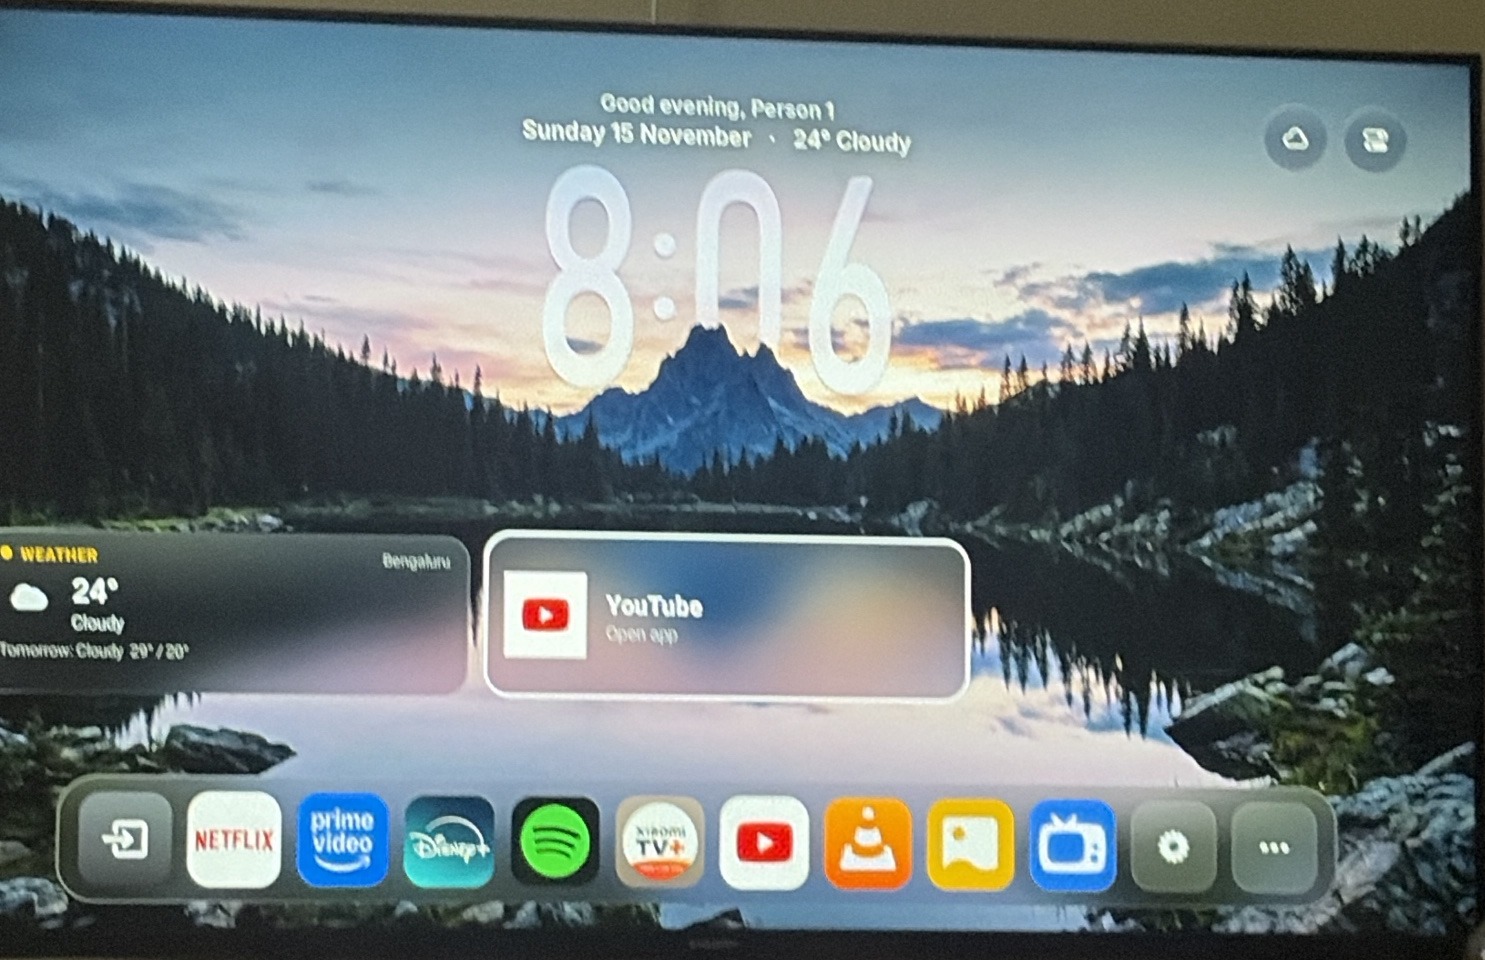 Good evening, Person 1
Sunday 15 November · 24° Cloudy
8:06
WEATHER
Bengaluru
24°
Cloudy
Tomorrow: Cloudy 29° / 20°
YouTube
Open app
NETFLIX
prime video
Disney+
xiaomi
TV+